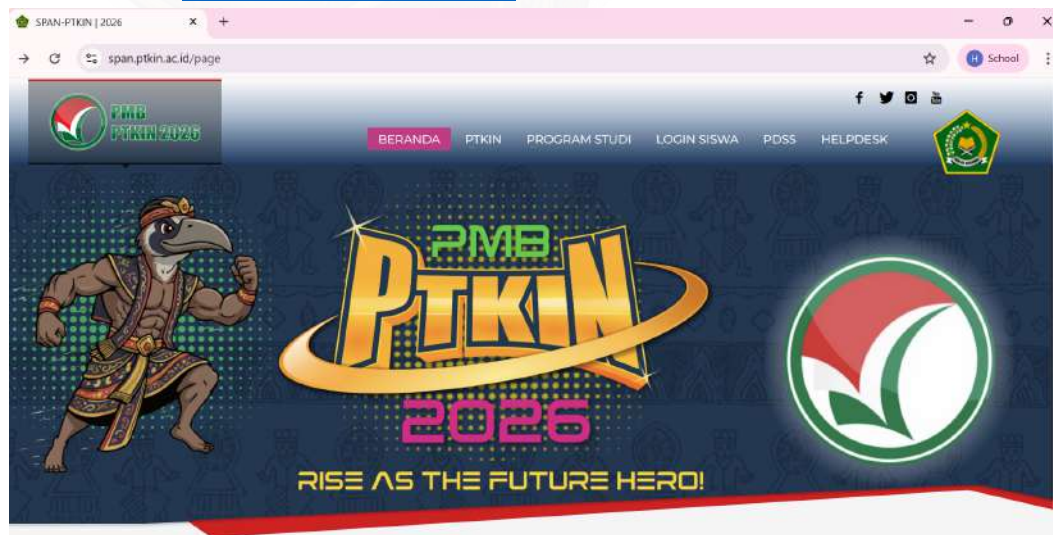 SPAN-PTKIN | 2026
span.ptkin.ac.id/page
H School
PMB
PTKIN 2026
BERANDA PTKIN PROGRAM STUDI LOGIN SISWA PDSS HELPDESK
PMB
PTKIN
2026
RISE AS THE FUTURE HERO!